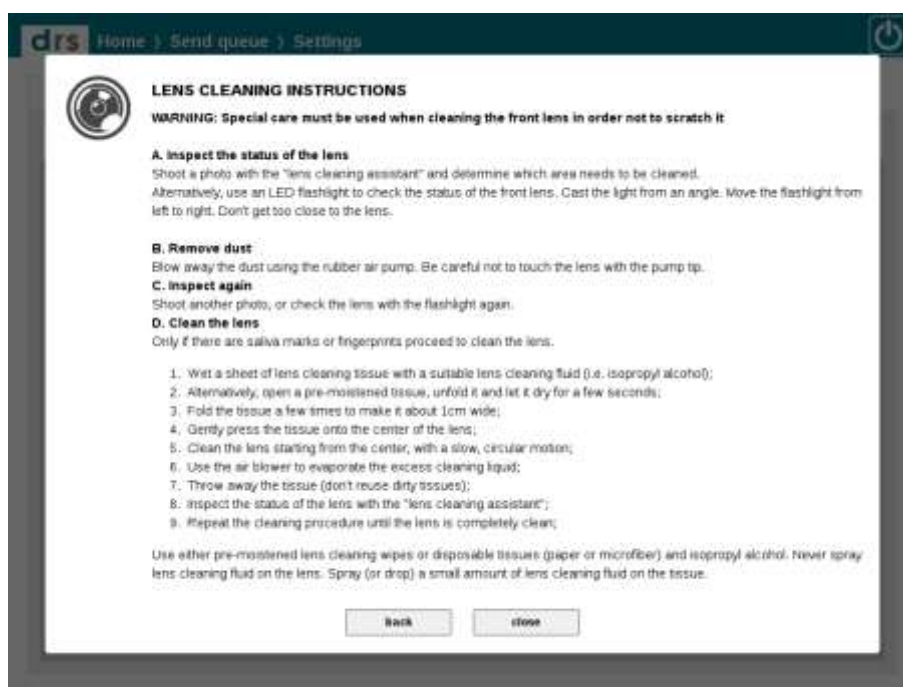 drs Home > Send queue > Settings
LENS CLEANING INSTRUCTIONS
WARNING: Special care must be used when cleaning the front lens in order not to scratch it
A. Inspect the status of the lens
Shoot a photo with the "lens cleaning assistant" and determine which area needs to be cleaned.
Alternatively, use an LED flashlight to check the status of the front lens. Cast the light from an angle. Move the flashlight from
left to right. Don't get too close to the lens.
B. Remove dust
Blow away the dust using the rubber air pump. Be careful not to touch the lens with the pump tip.
C. Inspect again
Shoot another photo, or check the lens with the flashlight again.
D. Clean the lens
Only if there are saliva marks or fingerprints proceed to clean the lens.
1. Wet a sheet of lens cleaning tissue with a suitable lens cleaning fluid (i.e. isopropyl alcohol);
2. Alternatively, open a pre-moistened tissue, unfold it and let it dry for a few seconds;
3. Fold the tissue a few times to make it about 1cm wide;
4. Gently press the tissue onto the center of the lens;
5. Clean the lens starting from the center, with a slow, circular motion;
6. Use the air blower to evaporate the excess cleaning liquid;
7. Throw away the tissue (don't reuse dirty tissues);
8. Inspect the status of the lens with the "lens cleaning assistant";
9. Repeat the cleaning procedure until the lens is completely clean;
Use either pre-moistened lens cleaning wipes or disposable tissues (paper or microfiber) and isopropyl alcohol. Never spray
lens cleaning fluid on the lens. Spray (or drop) a small amount of lens cleaning fluid on the tissue.
back close